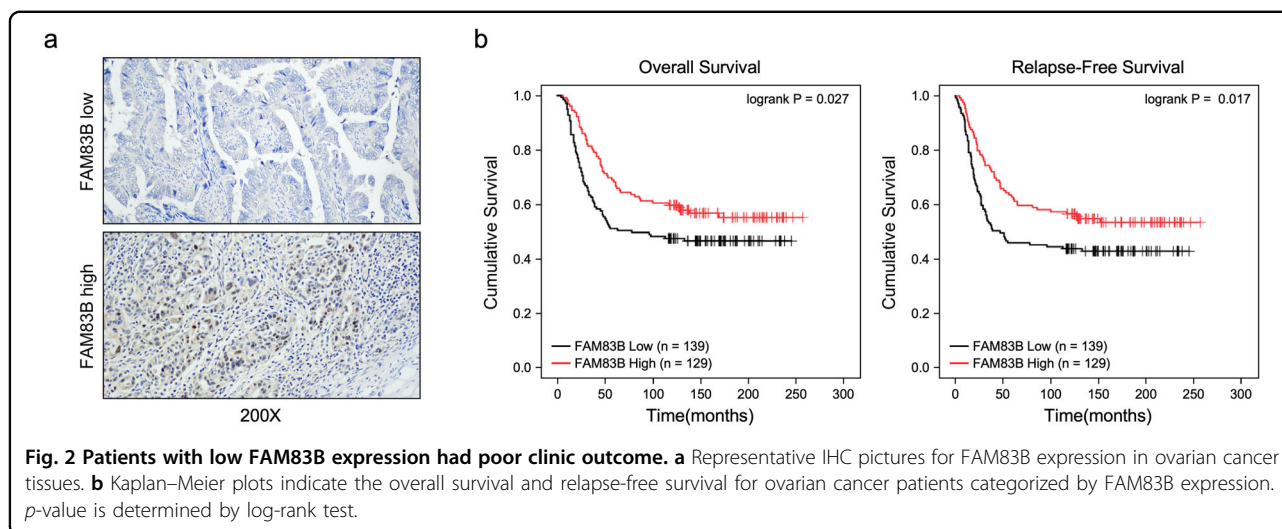 a
FAM83B low
FAM83B high
200X
b
Overall Survival
logrank P = 0.027
Cumulative Survival
1.0
0.8
0.6
0.4
0.2
0.0
FAM83B Low (n = 139)
FAM83B High (n = 129)
0 50 100 150 200 250 300
Time(months)
Relapse-Free Survival
logrank P = 0.017
Cumulative Survival
1.0
0.8
0.6
0.4
0.2
0.0
FAM83B Low (n = 139)
FAM83B High (n = 129)
0 50 100 150 200 250 300
Time(months)
Fig. 2 Patients with low FAM83B expression had poor clinic outcome. a Representative IHC pictures for FAM83B expression in ovarian cancer
tissues. b Kaplan–Meier plots indicate the overall survival and relapse-free survival for ovarian cancer patients categorized by FAM83B expression.
p-value is determined by log-rank test.